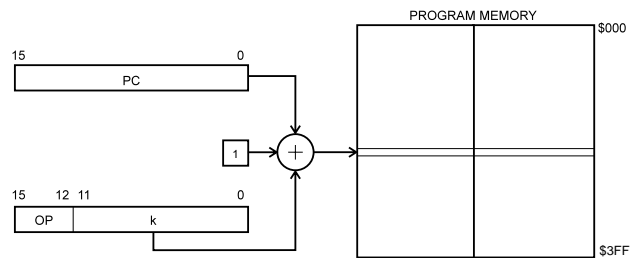 PROGRAM MEMORY
$000
15 0
PC
1
+
15 12 11 0
OP k
$3FF